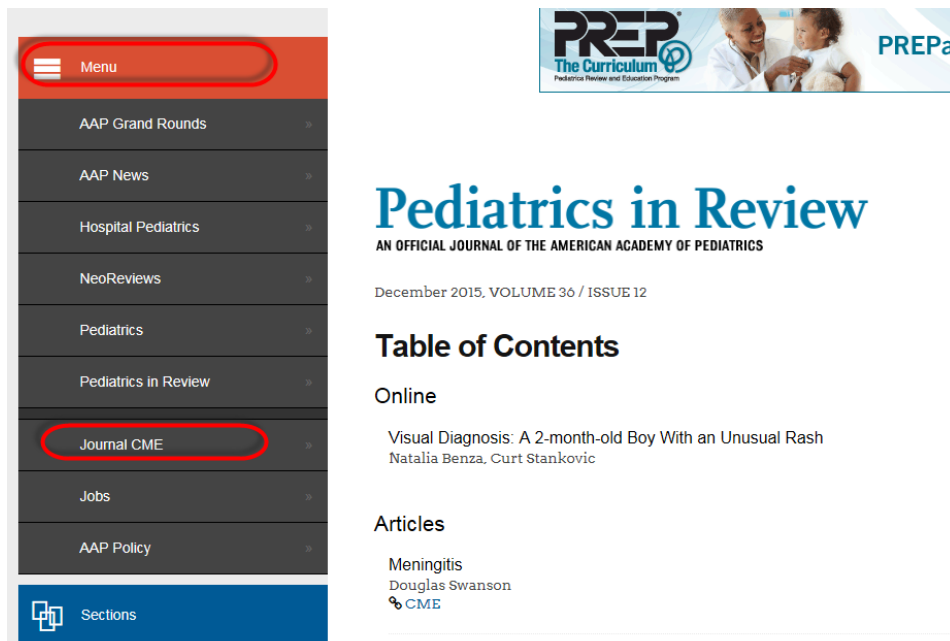 Menu
AAP Grand Rounds »
AAP News »
Hospital Pediatrics »
NeoReviews »
Pediatrics »
Pediatrics in Review »
Journal CME »
Jobs »
AAP Policy »
Sections
PREP
The Curriculum
Pediatrics Review and Education Program
Pediatrics in Review
AN OFFICIAL JOURNAL OF THE AMERICAN ACADEMY OF PEDIATRICS
December 2015, VOLUME 36 / ISSUE 12
Table of Contents
Online
Visual Diagnosis: A 2-month-old Boy With an Unusual Rash
Natalia Benza, Curt Stankovic
Articles
Meningitis
Douglas Swanson
CME